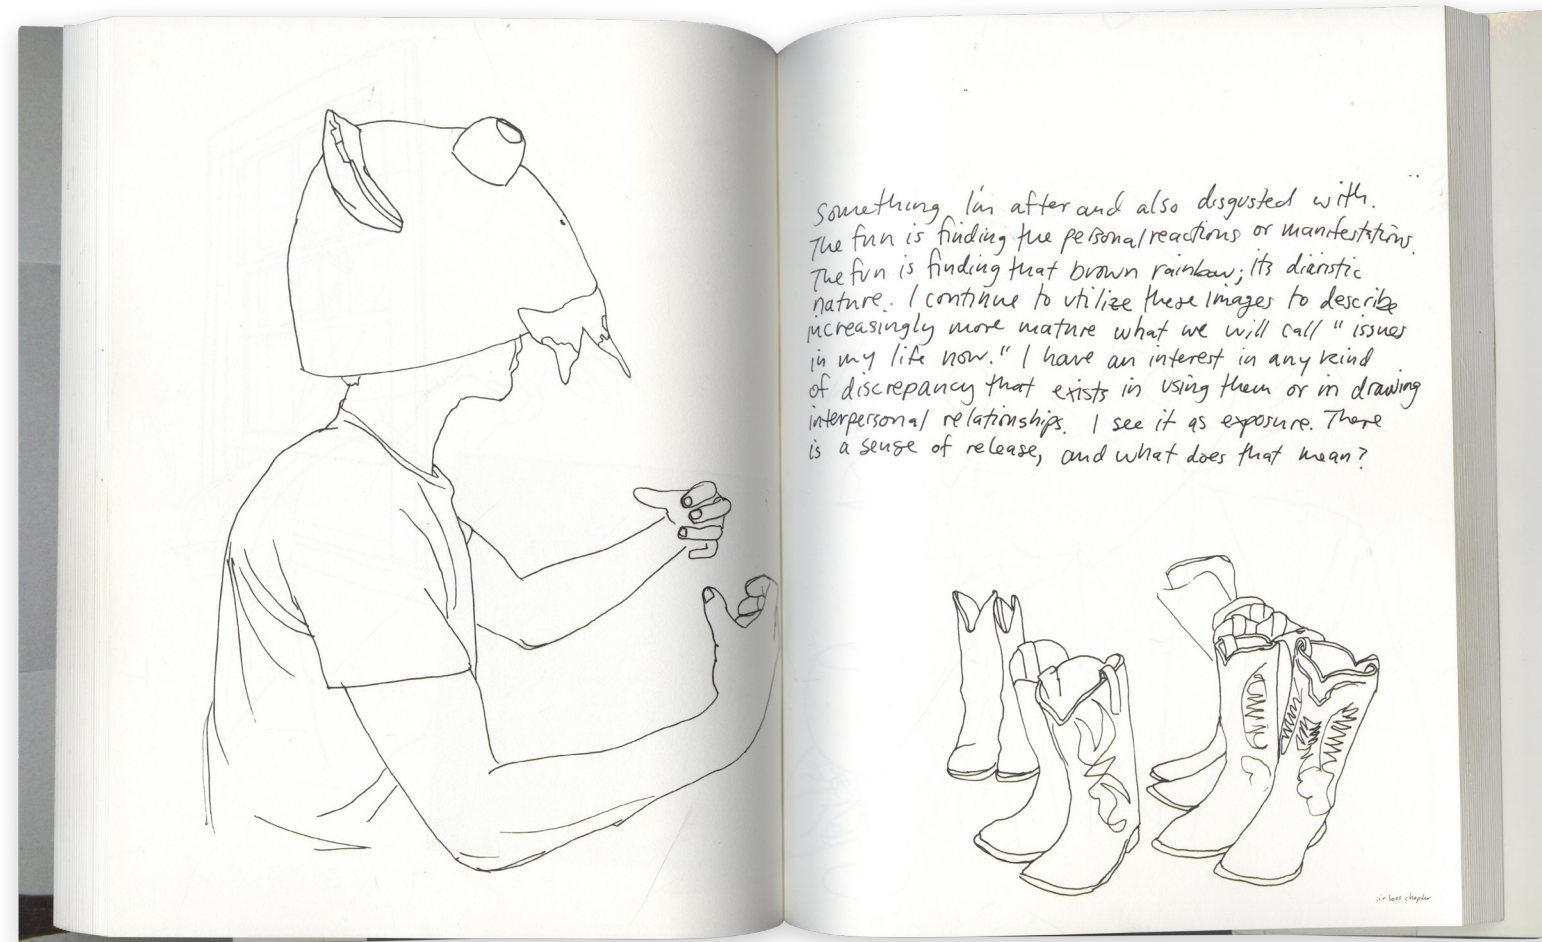 Something I'm after and also disgusted with.
The fun is finding the personal reactions or manifestations.
The fun is finding that brown rainbow; its diaristic
nature. I continue to utilize these images to describe
increasingly more mature what we will call "issues
in my life now." I have an interest in any kind
of discrepancy that exists in using them or in drawing
interpersonal relationships. I see it as exposure. There
is a sense of release, and what does that mean?
chapter